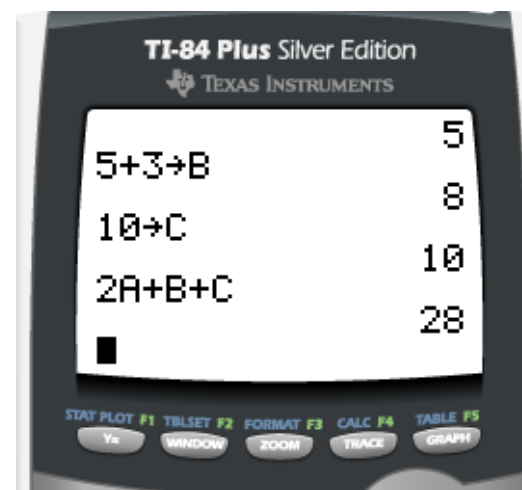 TI-84 Plus Silver Edition
TEXAS INSTRUMENTS
5
5+3→B
8
10→C
10
2A+B+C
28
STAT PLOT F1 TBLSET F2 FORMAT F3 CALC F4 TABLE F5
Y= WINDOW ZOOM TRACE GRAPH